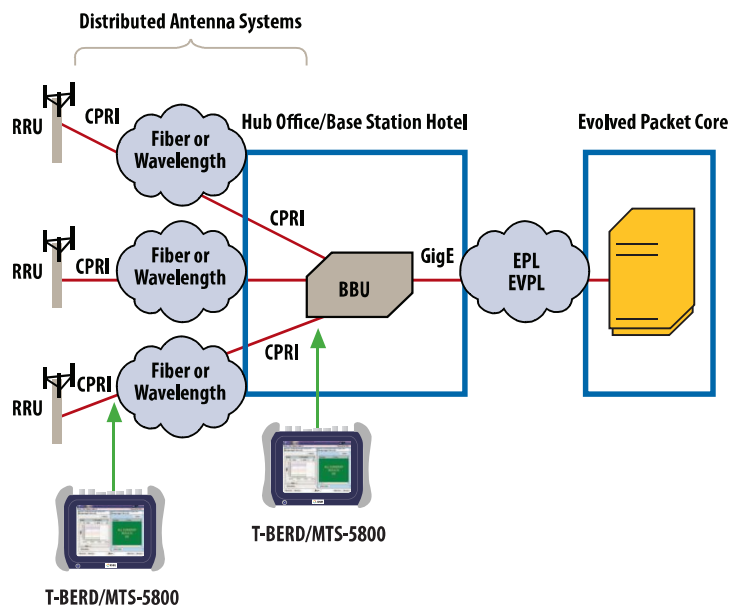 Distributed Antenna Systems
RRU
CPRI
Fiber or
Wavelength
Hub Office/Base Station Hotel
Evolved Packet Core
CPRI
RRU
CPRI
Fiber or
Wavelength
BBU
GigE
EPL
EVPL
CPRI
RRU
CPRI
Fiber or
Wavelength
T-BERD/MTS-5800
T-BERD/MTS-5800